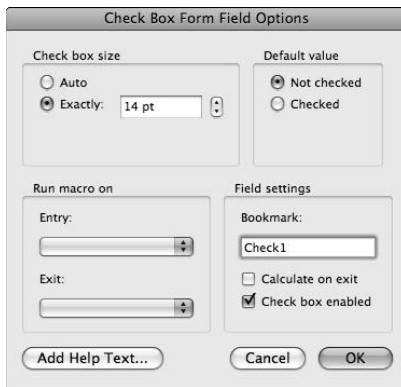 Check Box Form Field Options
Check box size
Auto
Exactly: 14 pt
Default value
Not checked
Checked
Run macro on
Entry:
Exit:
Field settings
Bookmark:
Check1
Calculate on exit
Check box enabled
Add Help Text...
Cancel
OK